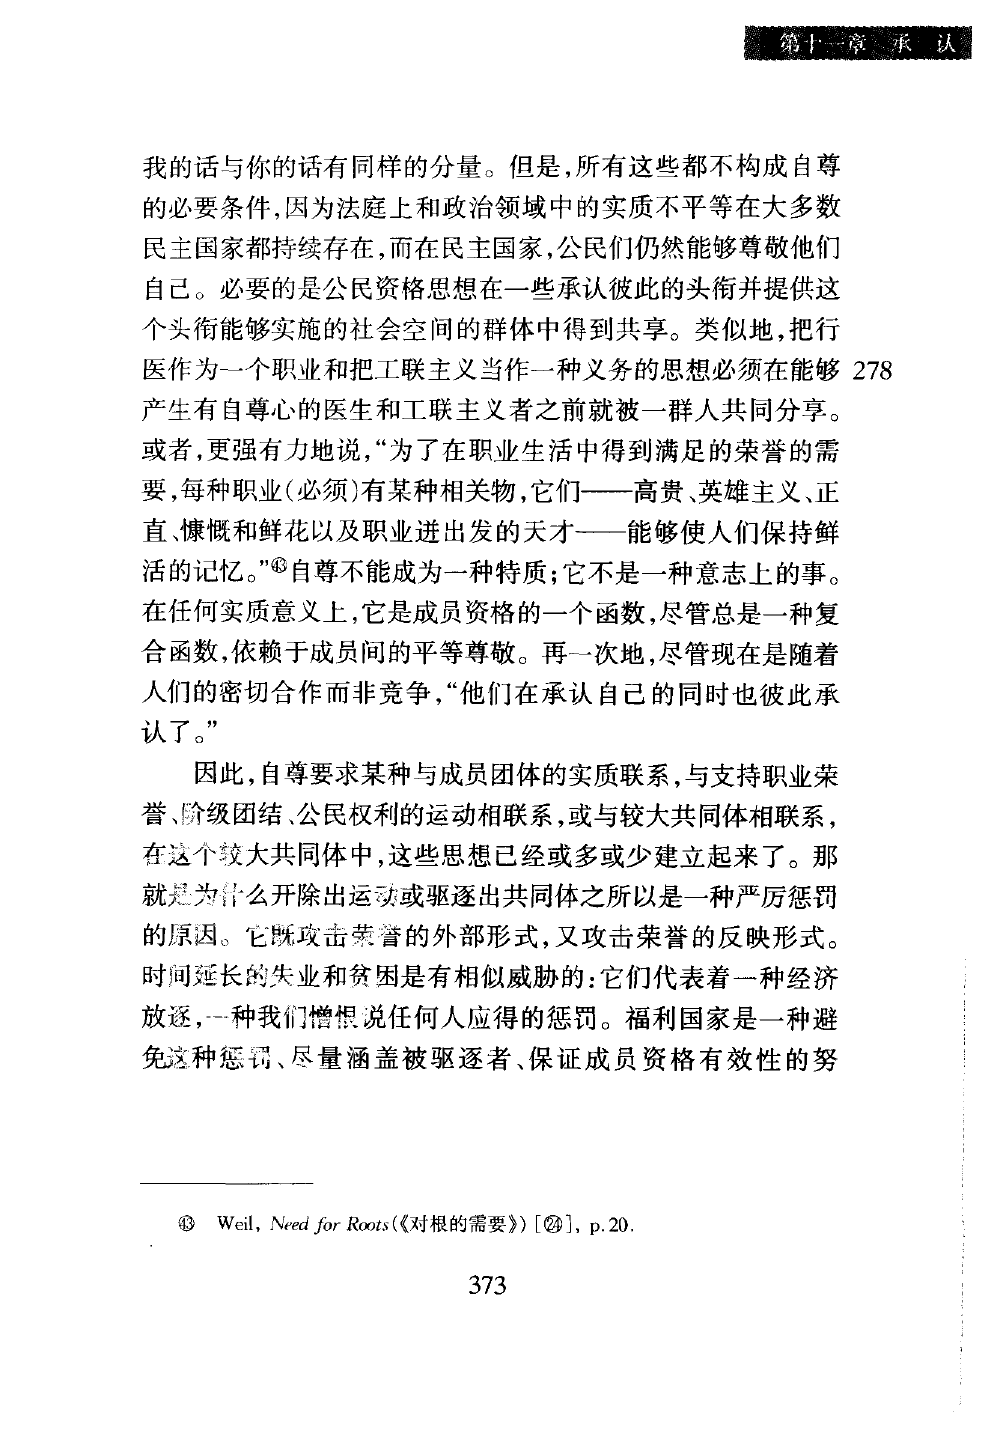 第十一章 承认
我的话与你的话有同样的分量。但是,所有这些都不构成自尊
的必要条件,因为法庭上和政治领域中的实质不平等在大多数
民主国家都持续存在,而在民主国家,公民们仍然能够尊敬他们
自己。必要的是公民资格思想在一些承认彼此的头衔并提供这
个头衔能够实施的社会空间的群体中得到共享。类似地,把行
医作为一个职业和把工联主义当作一种义务的思想必须在能够 278
产生有自尊心的医生和工联主义者之前就被一群人共同分享。
或者,更强有力地说,“为了在职业生活中得到满足的荣誉的需
要,每种职业(必须)有某种相关物,它们——高贵、英雄主义、正
直、慷慨和鲜花以及职业迸出发的天才——能够使人们保持鲜
活的记忆。”㊸自尊不能成为一种特质;它不是一种意志上的事。
在任何实质意义上,它是成员资格的一个函数,尽管总是一种复
合函数,依赖于成员间的平等尊敬。再一次地,尽管现在是随着
人们的密切合作而非竞争,“他们在承认自己的同时也彼此承
认了。”
因此,自尊要求某种与成员团体的实质联系,与支持职业荣
誉、阶级团结、公民权利的运动相联系,或与较大共同体相联系,
在这个较大共同体中,这些思想已经或多或少建立起来了。那
就是为什么开除出运动或驱逐出共同体之所以是一种严厉惩罚
的原因。它既攻击荣誉的外部形式,又攻击荣誉的反映形式。
时间延长的失业和贫困是有相似威胁的:它们代表着一种经济
放逐,一种我们憎恨说任何人应得的惩罚。福利国家是一种避
免这种惩罚、尽量涵盖被驱逐者、保证成员资格有效性的努
㊸ Weil, Need for Roots(《对根的需要》) [㉔], p.20.
373